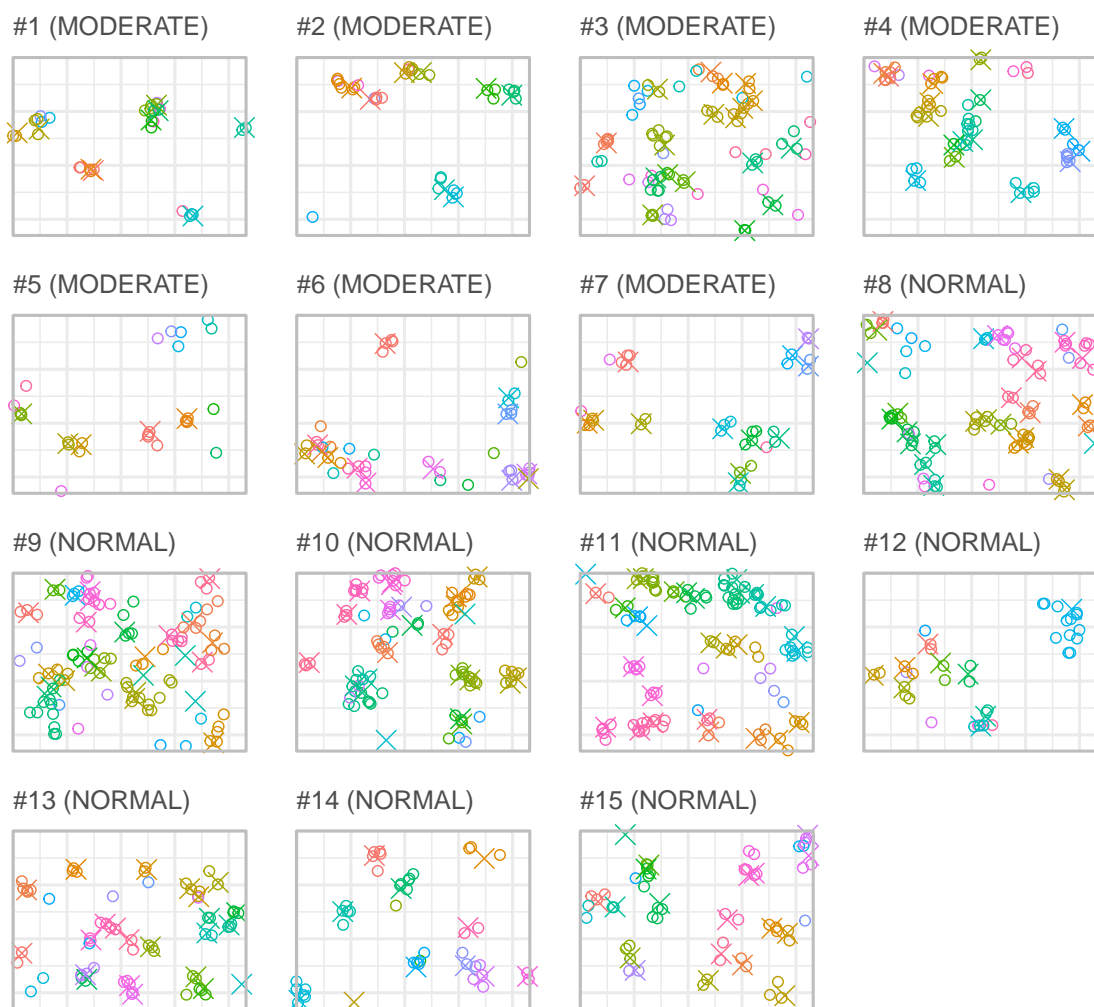 #1 (MODERATE)
#2 (MODERATE)
#3 (MODERATE)
#4 (MODERATE)
#5 (MODERATE)
#6 (MODERATE)
#7 (MODERATE)
#8 (NORMAL)
#9 (NORMAL)
#10 (NORMAL)
#11 (NORMAL)
#12 (NORMAL)
#13 (NORMAL)
#14 (NORMAL)
#15 (NORMAL)